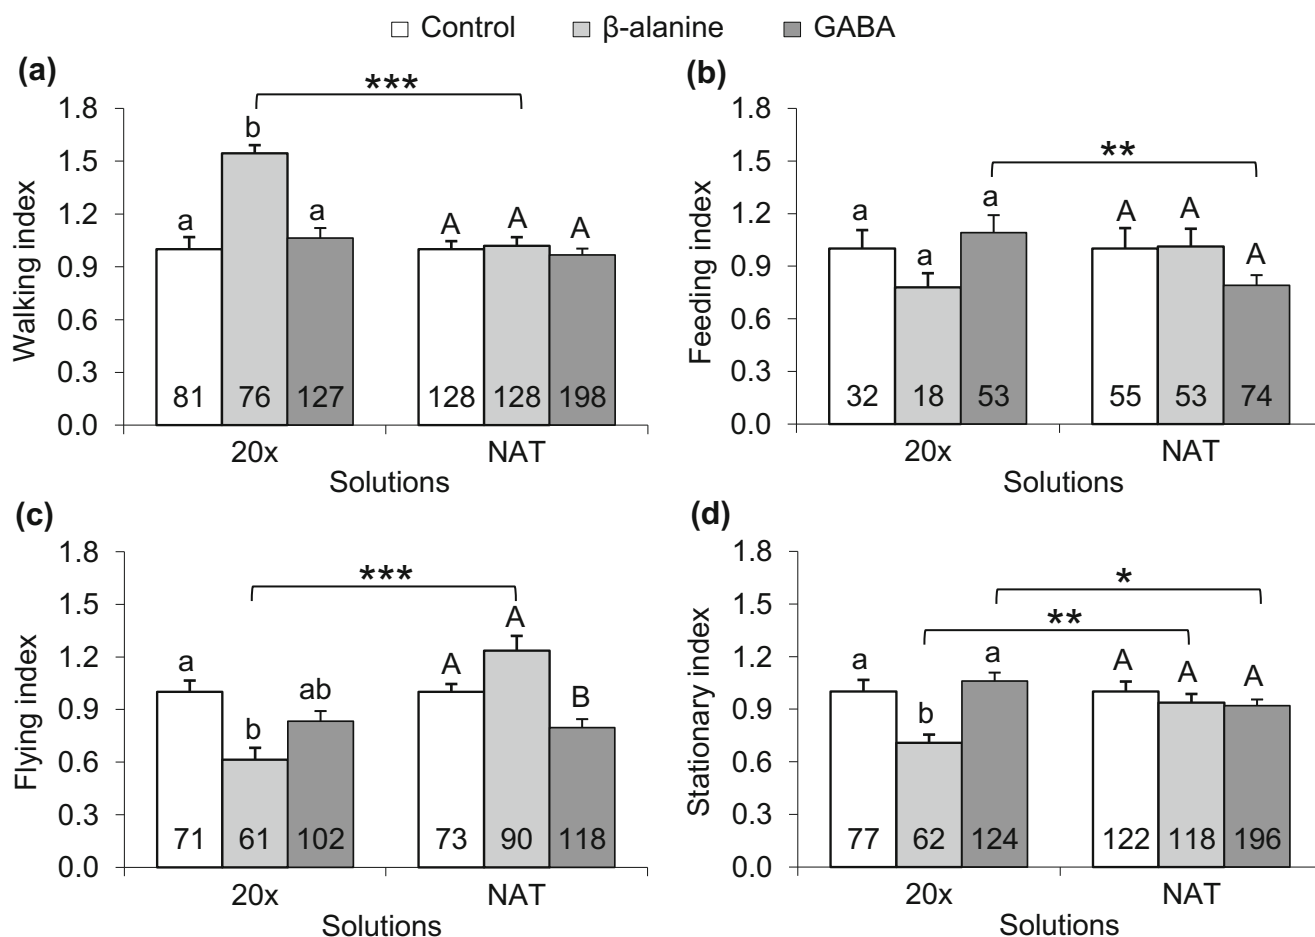 Control β-alanine GABA
(a)
***
1.8
1.5
1.2
0.9
0.6
0.3
0.0
Walking index
a b a A A A
81 76 127 128 128 198
20x NAT
Solutions
(b)
**
1.8
1.5
1.2
0.9
0.6
0.3
0.0
Feeding index
a a a A A A
32 18 53 55 53 74
20x NAT
Solutions
(c)
***
1.8
1.5
1.2
0.9
0.6
0.3
0.0
Flying index
a b ab A A B
71 61 102 73 90 118
20x NAT
Solutions
(d)
*
**
1.8
1.5
1.2
0.9
0.6
0.3
0.0
Stationary index
a b a A A A
77 62 124 122 118 196
20x NAT
Solutions